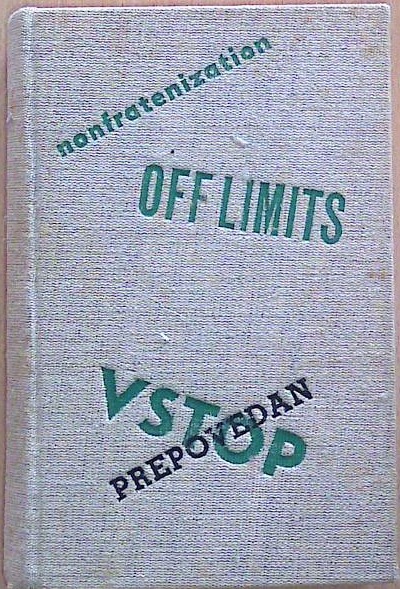 nonfratenization
OFF LIMITS
VSTOP
PREPOVEDAN